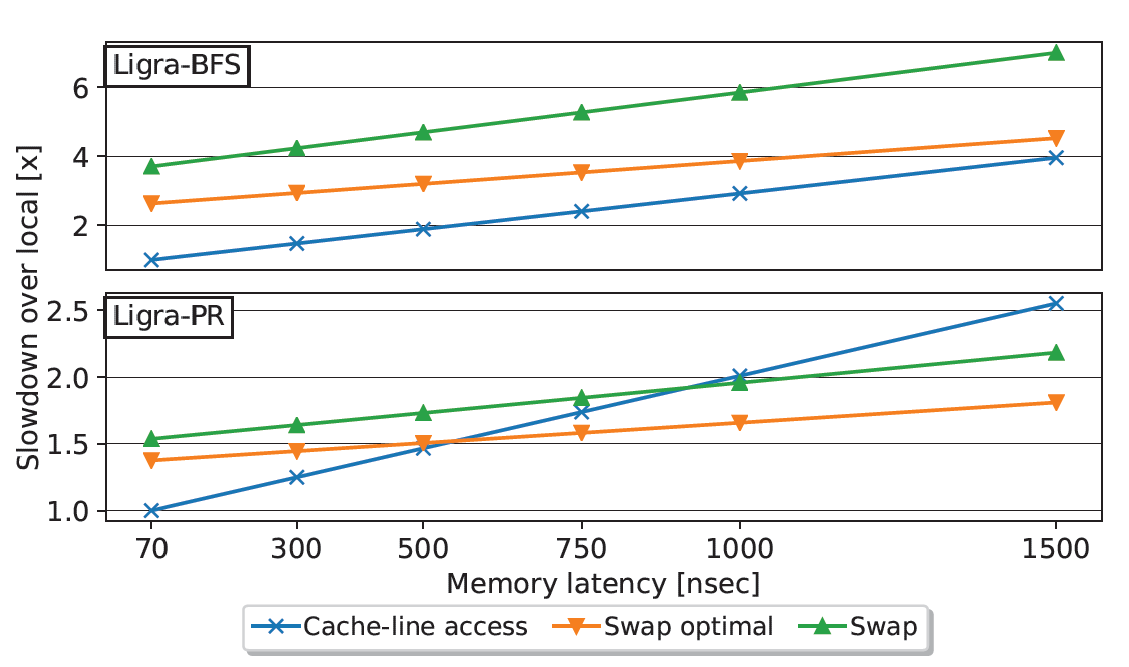 Ligra-BFS
6
4
2
Slowdown over local [x]
Ligra-PR
2.5
2.0
1.5
1.0
70 300 500 750 1000 1500
Memory latency [nsec]
Cache-line access Swap optimal Swap